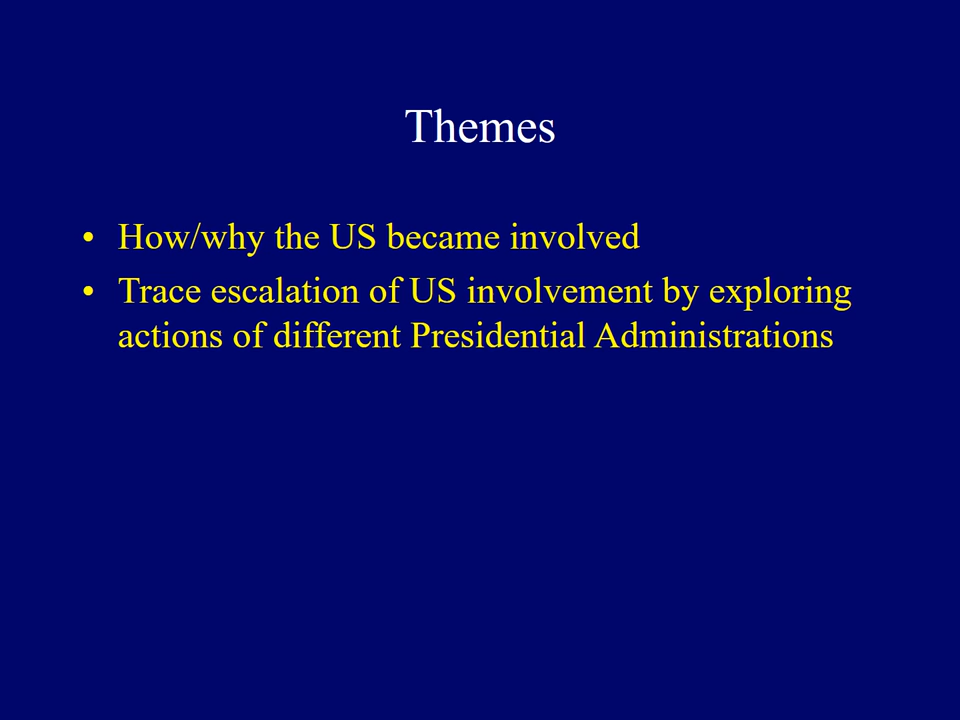 Themes
• How/why the US became involved
• Trace escalation of US involvement by exploring
actions of different Presidential Administrations